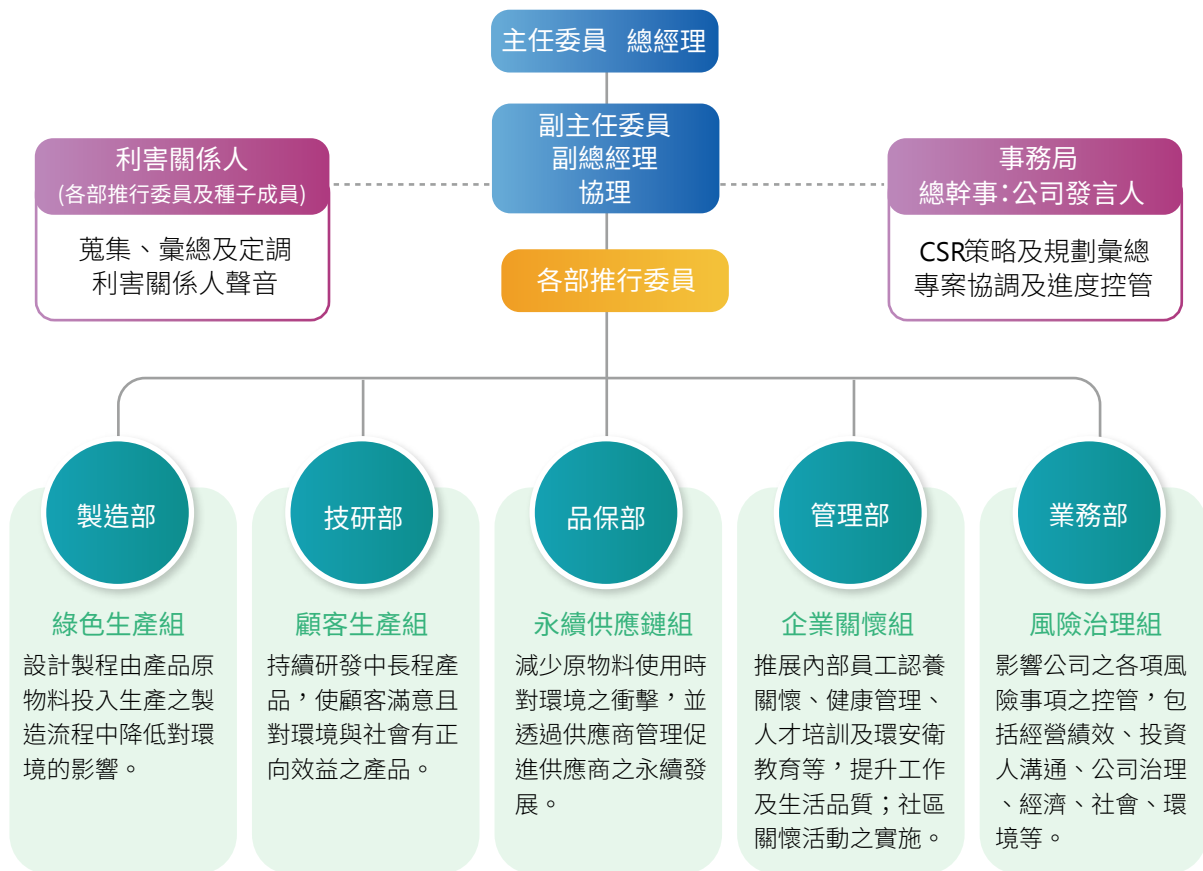 主任委員 總經理
副主任委員
副總經理
協理
利害關係人
(各部推行委員及種子成員)
蒐集、彙總及定調
利害關係人聲音
事務局
總幹事:公司發言人
CSR策略及規劃彙總
專案協調及進度控管
各部推行委員
製造部
綠色生產組
設計製程由產品原
物料投入生產之製
造流程中降低對環
境的影響。
技研部
顧客生產組
持續研發中長程產
品，使顧客滿意且
對環境與社會有正
向效益之產品。
品保部
永續供應鏈組
減少原物料使用時
對環境之衝擊，並
透過供應商管理促
進供應商之永續發
展。
管理部
企業關懷組
推展內部員工認養
關懷、健康管理、
人才培訓及環安衛
教育等，提升工作
及生活品質；社區
關懷活動之實施。
業務部
風險治理組
影響公司之各項風
險事項之控管，包
括經營績效、投資
人溝通、公司治理
、經濟、社會、環
境等。